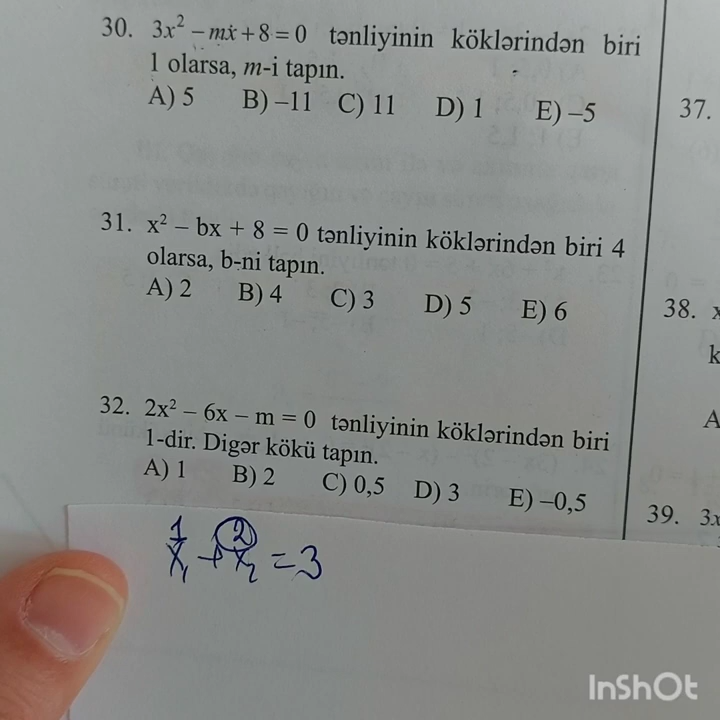 30. 3x² – mx + 8 = 0 tənliyinin köklərindən biri
1 olarsa, m-i tapın.
A) 5 B) –11 C) 11 D) 1 E) –5
31. x² – bx + 8 = 0 tənliyinin köklərindən biri 4
olarsa, b-ni tapın.
A) 2 B) 4 C) 3 D) 5 E) 6
32. 2x² – 6x – m = 0 tənliyinin köklərindən biri
1-dir. Digər kökü tapın.
A) 1 B) 2 C) 0,5 D) 3 E) –0,5
1 2
x₁ + x₂ = 3
37.
38. x
k
A
39. 3x
InShOt